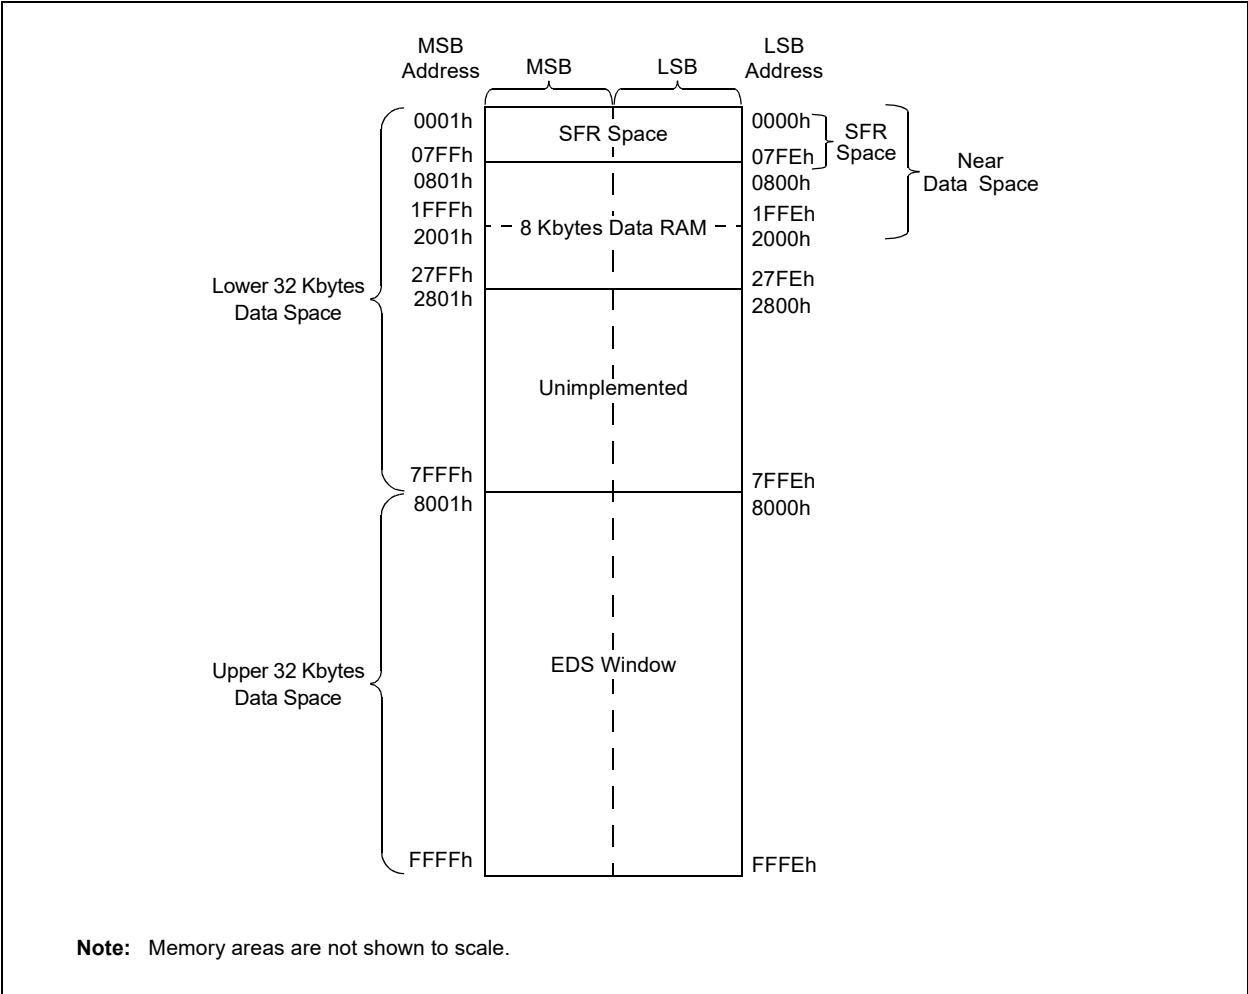 MSB
Address
MSB
LSB
LSB
Address
0001h
SFR Space
0000h
SFR
Space
07FFh
07FEh
Near
Data Space
0801h
0800h
1FFFh
1FFEh
8 Kbytes Data RAM
2001h
2000h
27FFh
27FEh
Lower 32 Kbytes
Data Space
2801h
2800h
Unimplemented
7FFFh
7FFEh
8001h
8000h
EDS Window
Upper 32 Kbytes
Data Space
FFFFh
FFFEh
Note: Memory areas are not shown to scale.